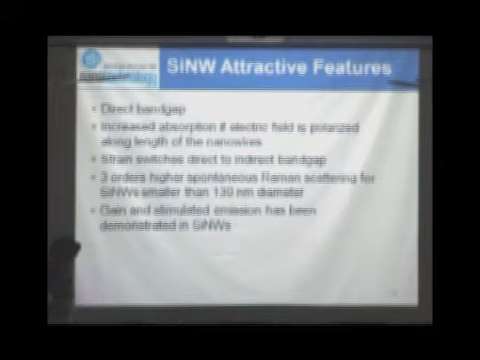 SiNW Attractive Features
Direct bandgap
Increased absorption if electric field is polarized
along length of the nanowires
Strain switches direct to indirect bandgap
3 orders higher spontaneous Raman scattering for
SiNWs smaller than 130 nm diameter
Gain and stimulated emission has been
demonstrated in SiNWs